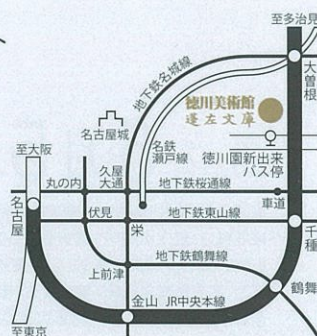 至多治見
大曽根
地下鉄名城線
徳川美術館
蓬左文庫
名古屋城
名鉄
瀬戸線
徳川園新出来
バス停
至大阪
久屋
大通
丸の内
地下鉄桜通線
車道
名古屋
伏見
栄
地下鉄東山線
千種
地下鉄鶴舞線
上前津
鶴舞
金山
JR中央本線
至東京